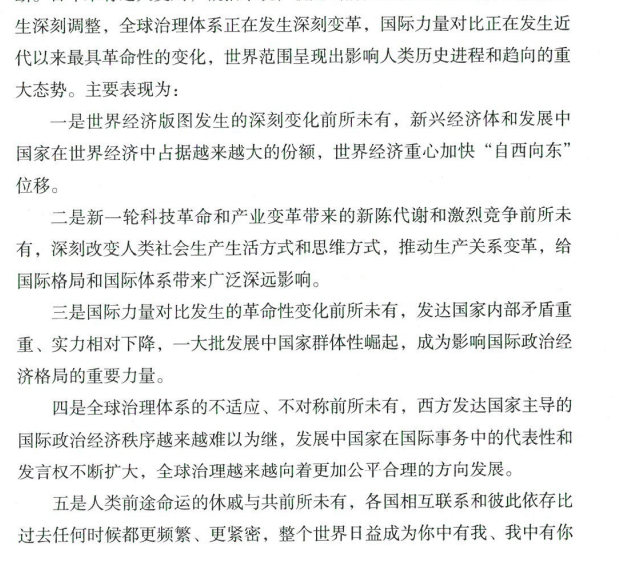 生深刻调整，全球治理体系正在发生深刻变革，国际力量对比正在发生近
代以来最具革命性的变化，世界范围呈现出影响人类历史进程和趋向的重
大态势。主要表现为：
一是世界经济版图发生的深刻变化前所未有，新兴经济体和发展中
国家在世界经济中占据越来越大的份额，世界经济重心加快“自西向东”
位移。
二是新一轮科技革命和产业变革带来的新陈代谢和激烈竞争前所未
有，深刻改变人类社会生产生活方式和思维方式，推动生产关系变革，给
国际格局和国际体系带来广泛深远影响。
三是国际力量对比发生的革命性变化前所未有，发达国家内部矛盾重
重、实力相对下降，一大批发展中国家群体性崛起，成为影响国际政治经
济格局的重要力量。
四是全球治理体系的不适应、不对称前所未有，西方发达国家主导的
国际政治经济秩序越来越难以为继，发展中国家在国际事务中的代表性和
发言权不断扩大，全球治理越来越向着更加公平合理的方向发展。
五是人类前途命运的休戚与共前所未有，各国相互联系和彼此依存比
过去任何时候都更频繁、更紧密，整个世界日益成为你中有我、我中有你